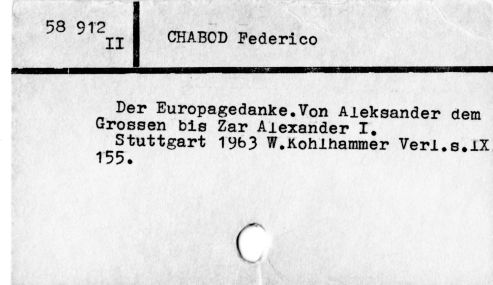 58 912
II
CHABOD Federico
Der Europagedanke.Von Aleksander dem
Grossen bis Zar Alexander I.
Stuttgart 1963 W.Kohlhammer Verl.s.IX
155.